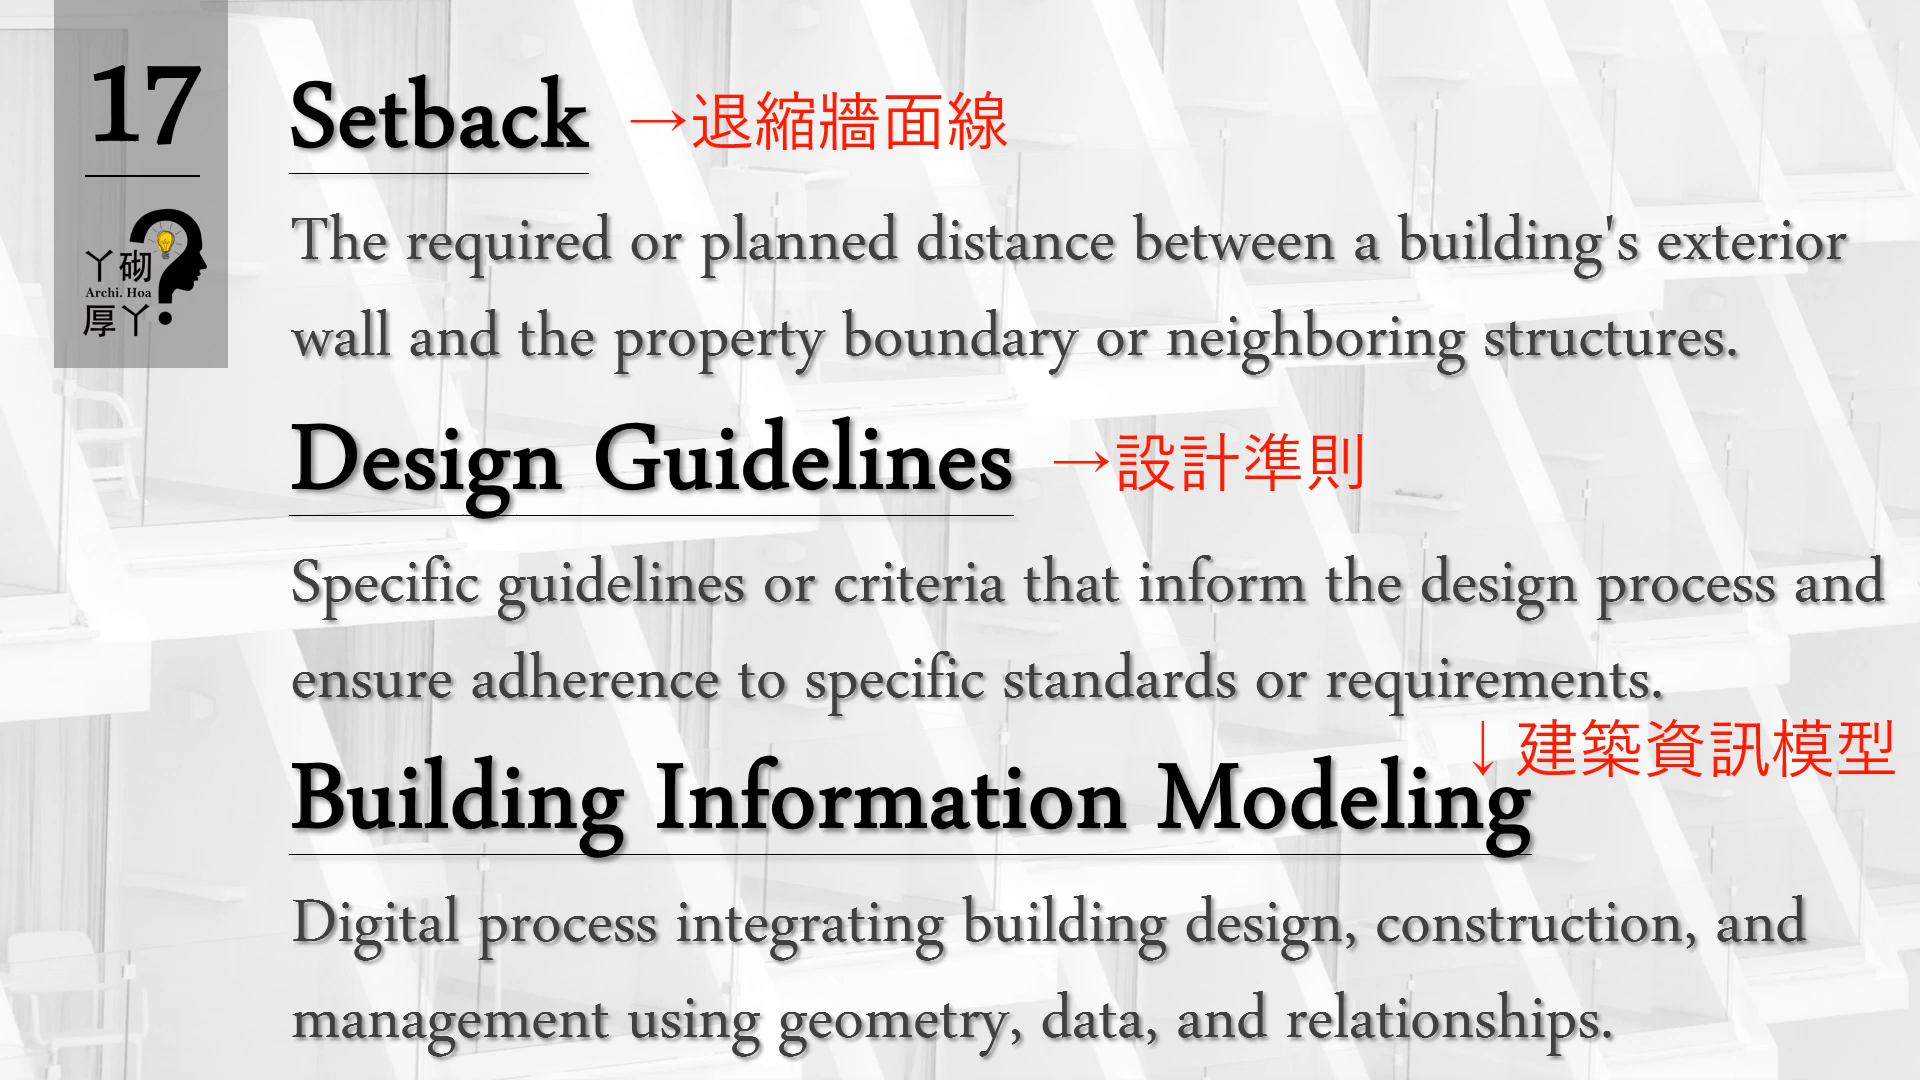 17
丫砌
Archi. Hoa
厚丫
Setback →退縮牆面線
The required or planned distance between a building's exterior
wall and the property boundary or neighboring structures.
Design Guidelines →設計準則
Specific guidelines or criteria that inform the design process and
ensure adherence to specific standards or requirements.
↓建築資訊模型
Building Information Modeling
Digital process integrating building design, construction, and
management using geometry, data, and relationships.